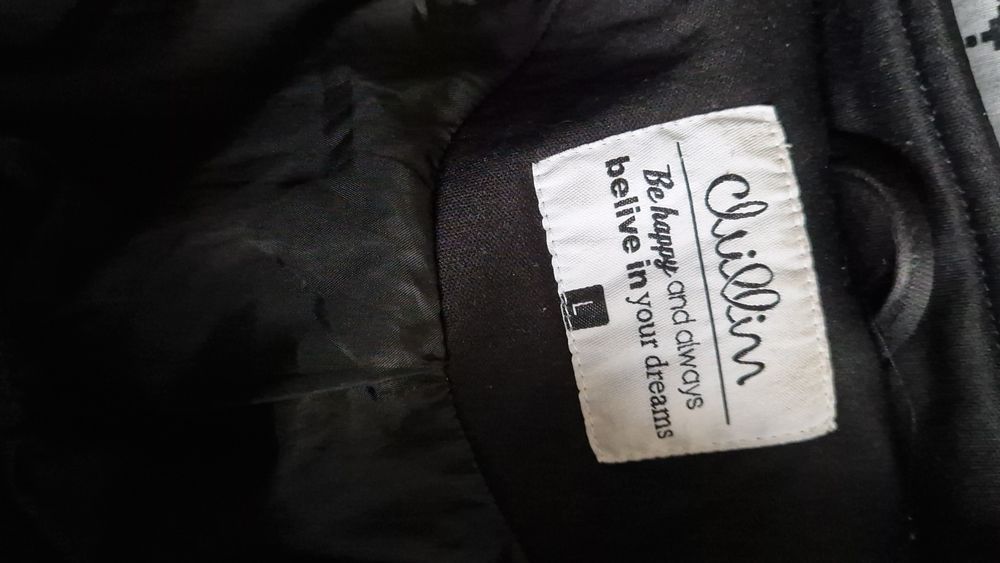 Chillin
Be happy and always
belive in your dreams
L